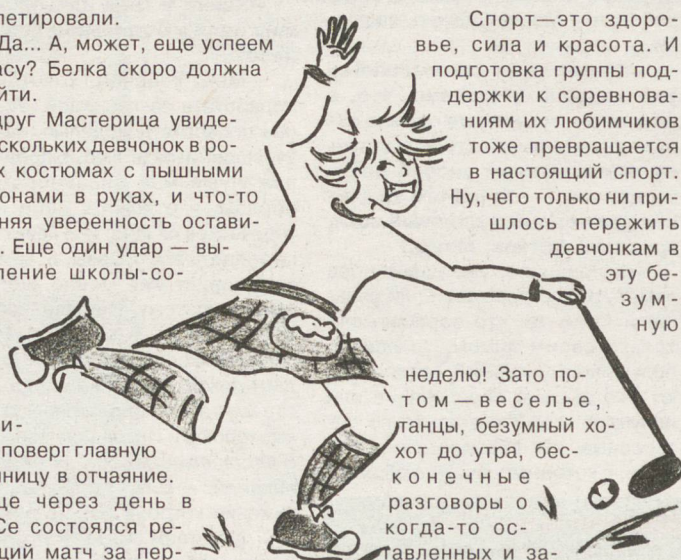 петировали.
Да... А, может, еще успеем
асу? Белка скоро должна
йти.
друг Мастерица увиде-
скольких девчонок в ро-
х костюмах с пышными
онами в руках, и что-то
няя уверенность остави-
. Еще один удар — вы-
ление школы-со-
и-
поверг главную
ницу в отчаяние.
ще через день в
Се состоялся ре-
щий матч за пер-
Спорт—это здоро-
вье, сила и красота. И
подготовка группы под-
держки к соревнова-
ниям их любимчиков
тоже превращается
в настоящий спорт.
Ну, чего только ни при-
шлось пережить
девчонкам в
эту бе-
зум-
ную
неделю! Зато по-
том—веселье,
танцы, безумный хо-
хот до утра, бес-
конечные
разговоры о
когда-то ос-
тавленных и за-